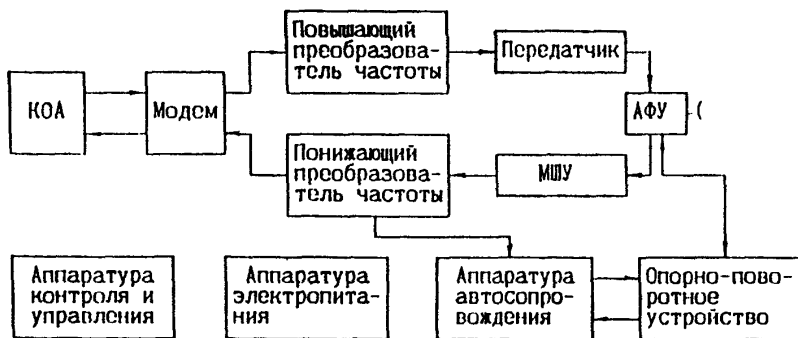 Повышающий
преобразова-
тель частоты
Передатчик
КОА
Модем
АФУ
Понижающий
преобразова-
тель частоты
МШУ
Аппаратура
контроля и
управления
Аппаратура
электропита-
ния
Аппаратура
автосопро-
вождения
Опорно-пово-
ротное
устройство